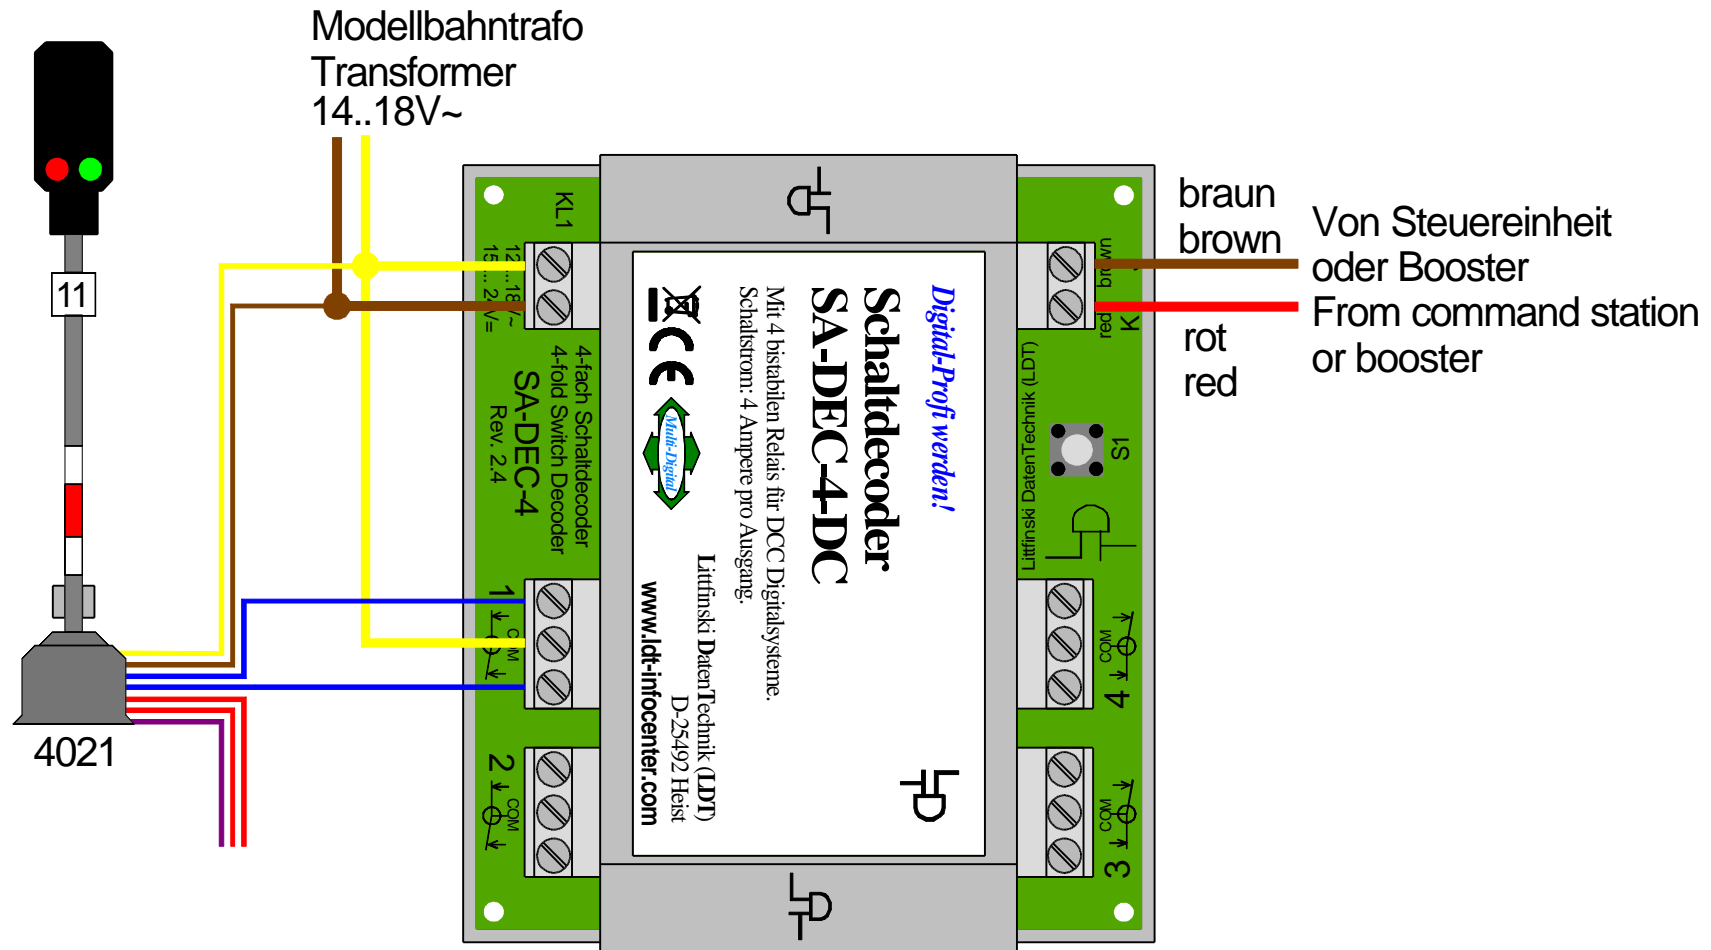 Modellbahntrafo
Transformer
14..18V~
11
4021
KL1
12...18V~
15... 24V=
4-fach Schaltdecoder
4-fold Switch Decoder
SA-DEC-4
Rev. 2.4
1
COM
2
COM
Digital-Profi werden!
Schaltdecoder
SA-DEC-4-DC
Mit 4 bistabilen Relais für DCC Digitalsysteme.
Schaltstrom: 4 Ampere pro Ausgang.
CE
Multi-Digital
Littfinski DatenTechnik (LDT)
D-25492 Heist
www.ldt-infocenter.com
brown
red
Littfinski DatenTechnik (LDT)
S1
COM
4
COM
3
braun
brown
rot
red
Von Steuereinheit
oder Booster
From command station
or booster